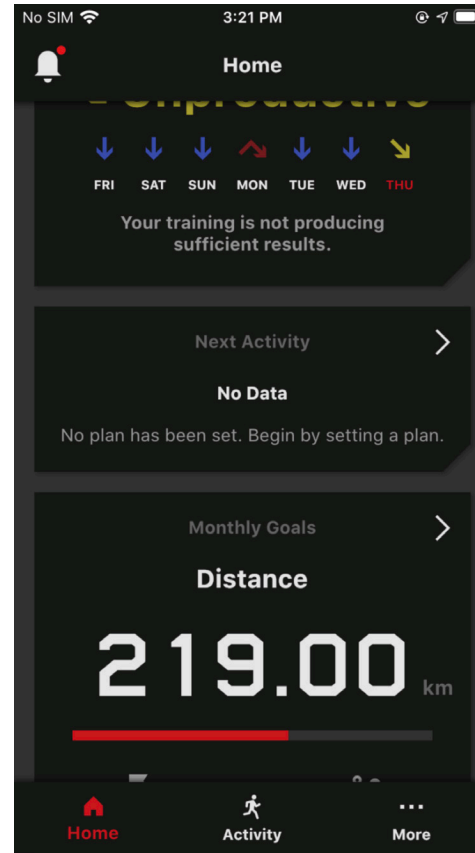 No SIM 3:21 PM
Home
Unproductive
FRI SAT SUN MON TUE WED THU
Your training is not producing
sufficient results.
Next Activity
No Data
No plan has been set. Begin by setting a plan.
Monthly Goals
Distance
219.00 km
Home Activity More